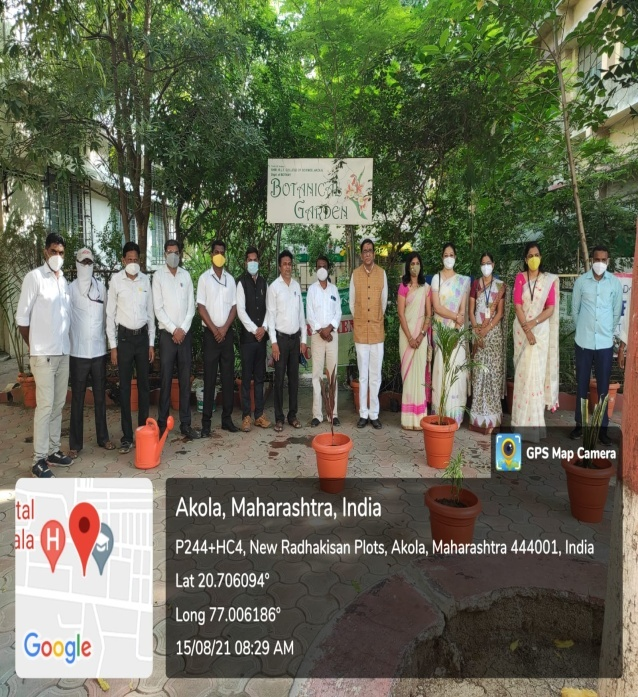 BOTANICAL
GARDEN
GPS Map Camera
tal
ala
H
Google
Akola, Maharashtra, India
P244+HC4, New Radhakisan Plots, Akola, Maharashtra 444001, India
Lat 20.706094°
Long 77.006186°
15/08/21 08:29 AM